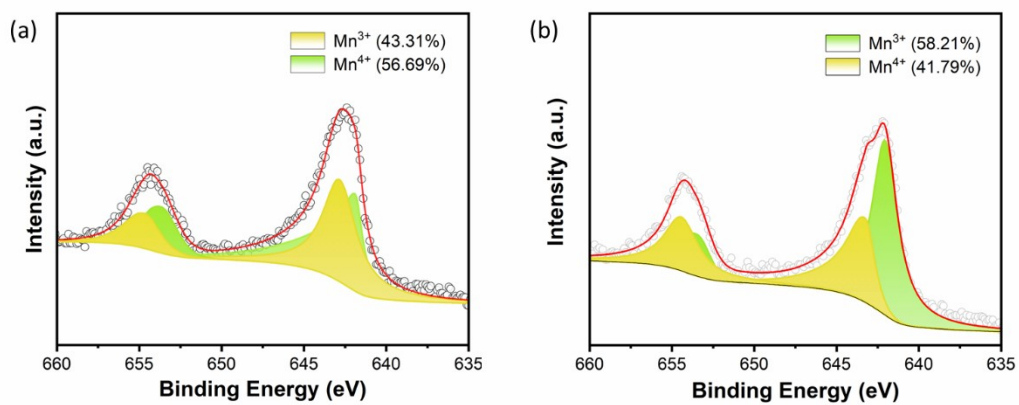 (a)
Mn³⁺ (43.31%)
Mn⁴⁺ (56.69%)
Intensity (a.u.)
660 655 650 645 640 635
Binding Energy (eV)
(b)
Mn³⁺ (58.21%)
Mn⁴⁺ (41.79%)
Intensity (a.u.)
660 655 650 645 640 635
Binding Energy (eV)